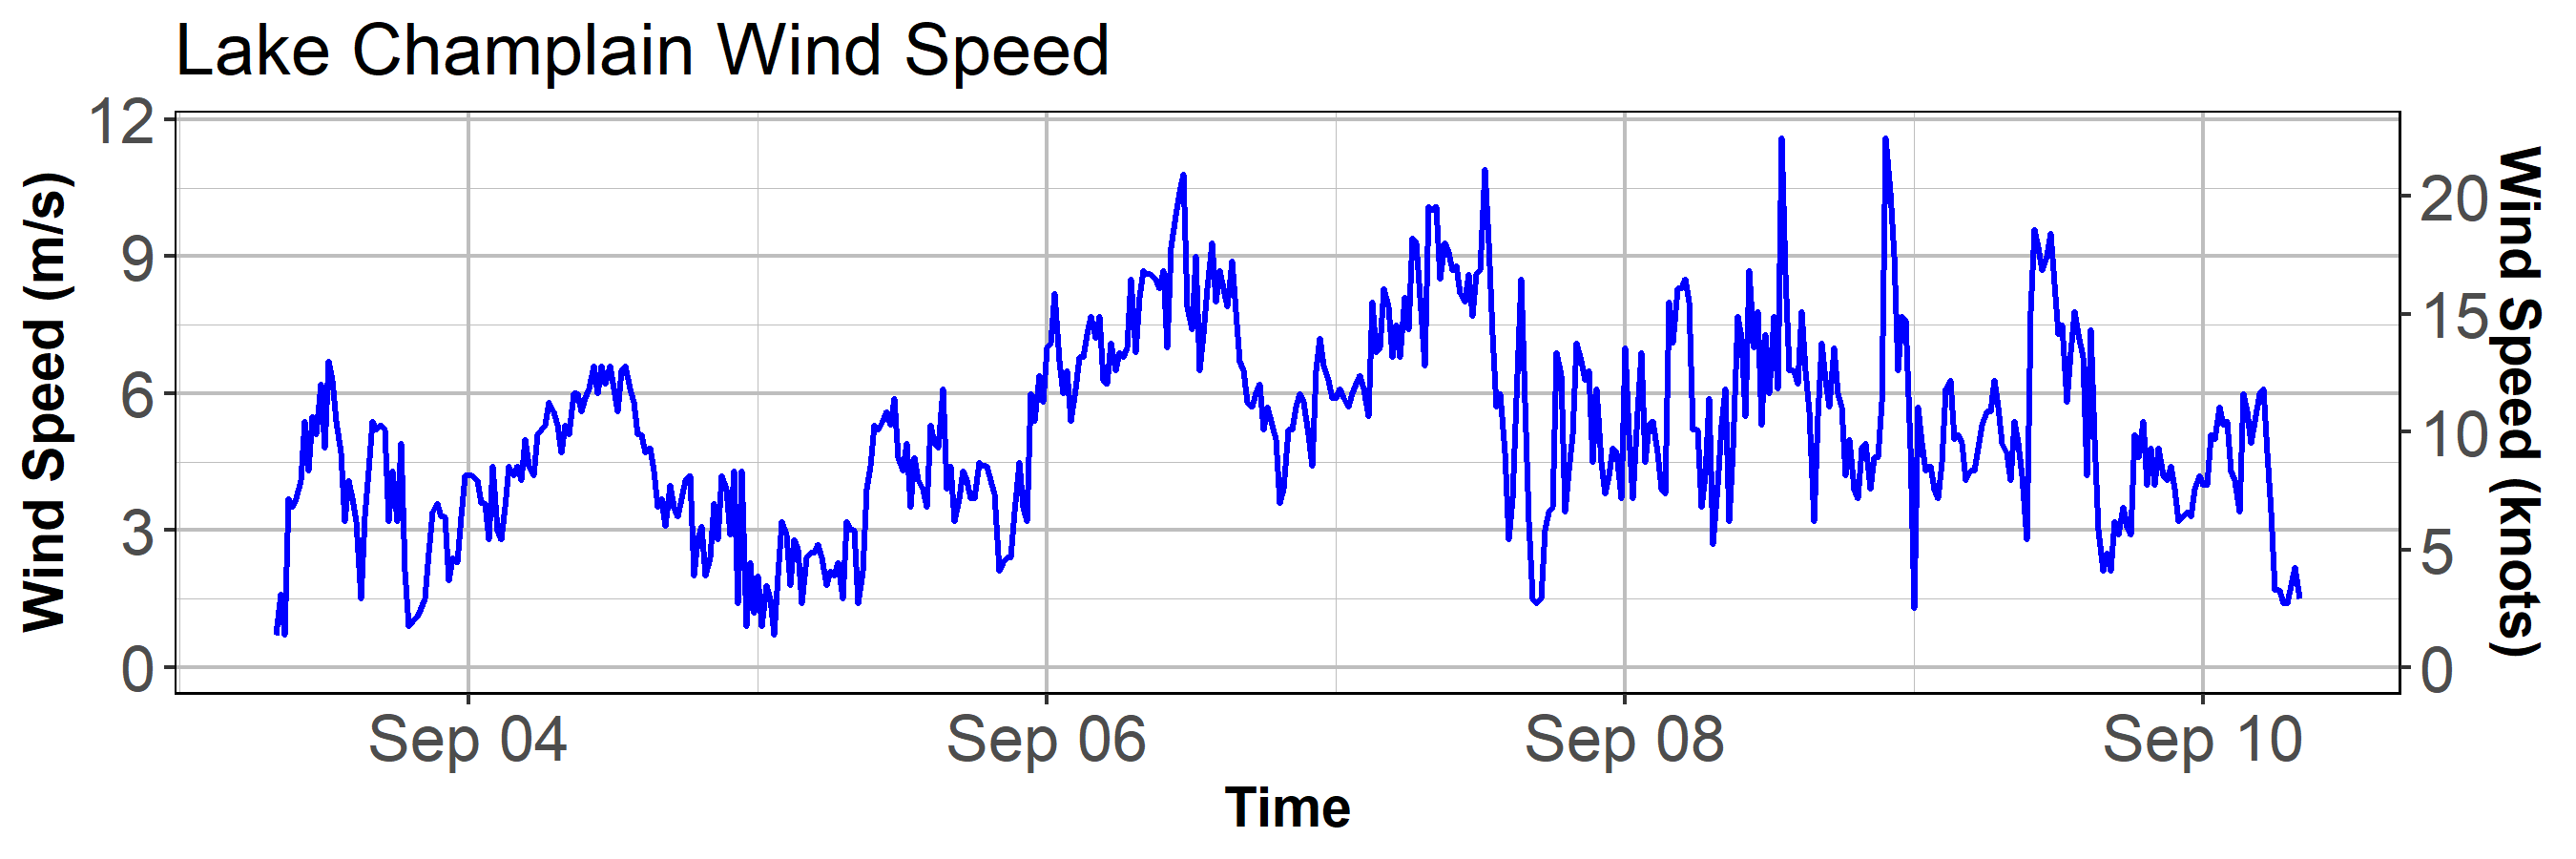 Lake Champlain Wind Speed
Wind Speed (m/s)
12
9
6
3
0
Wind Speed (knots)
20
15
10
5
0
Sep 04 Sep 06 Sep 08 Sep 10
Time